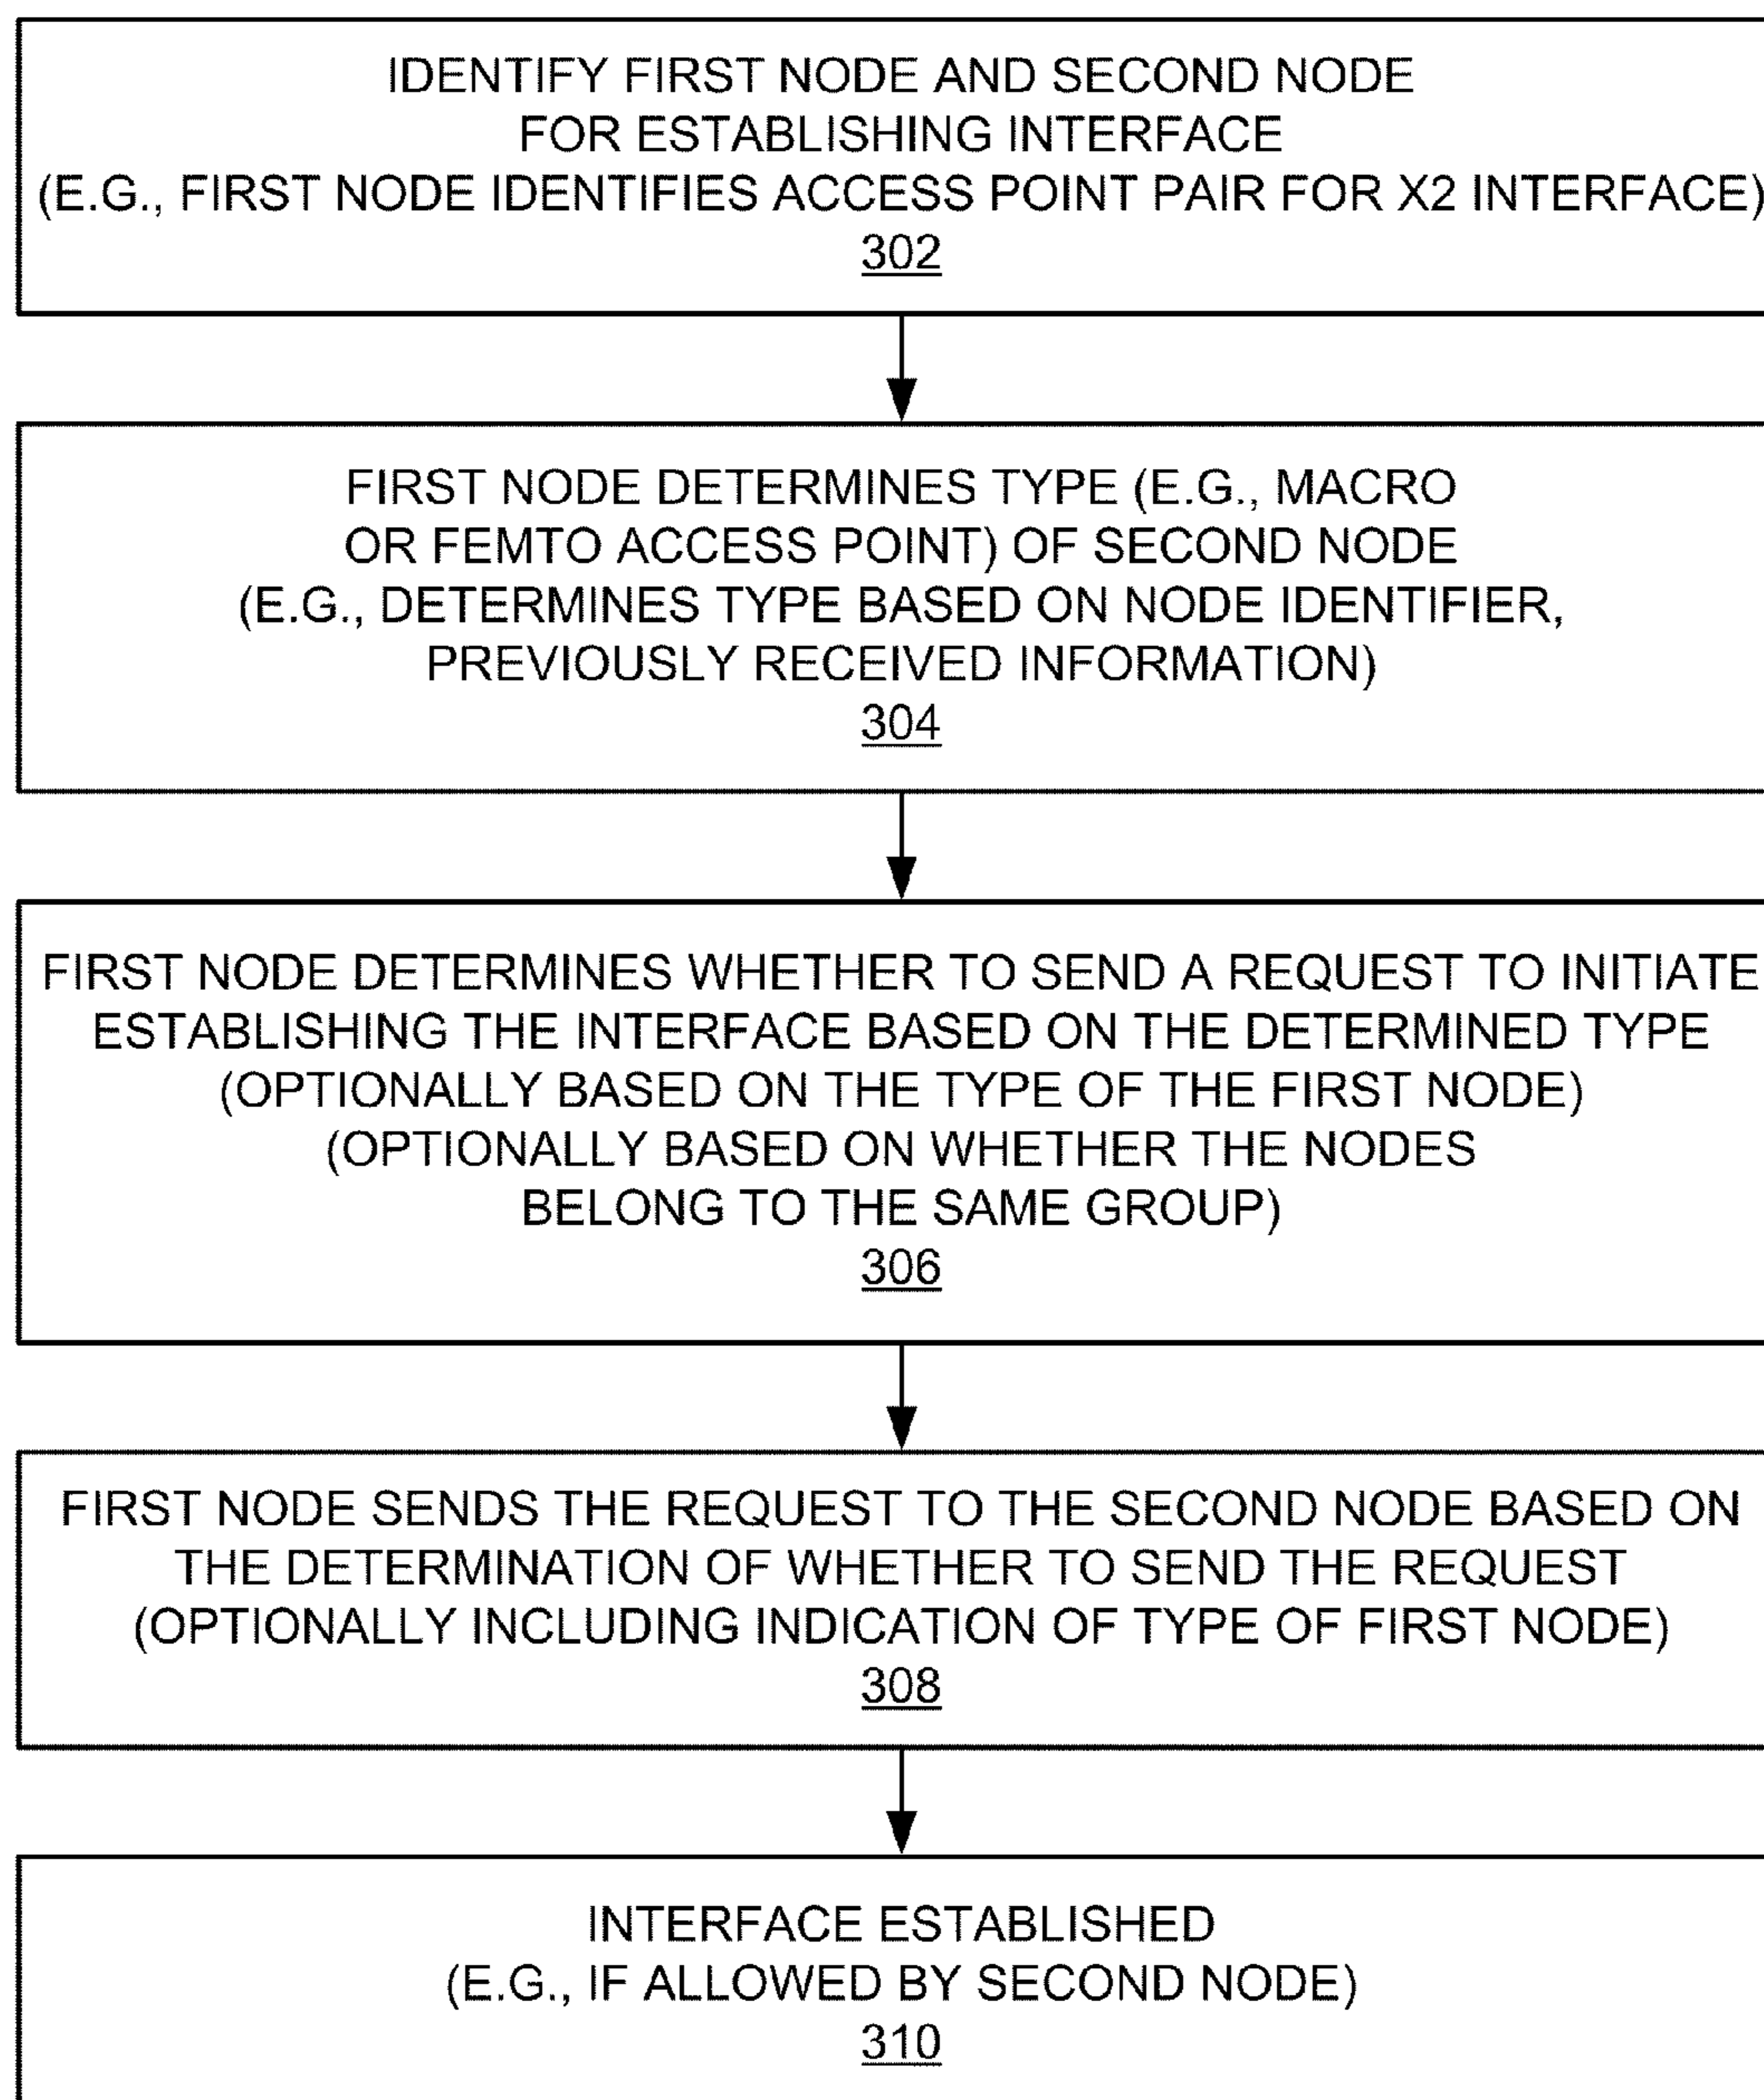 IDENTIFY FIRST NODE AND SECOND NODE
FOR ESTABLISHING INTERFACE
(E.G., FIRST NODE IDENTIFIES ACCESS POINT PAIR FOR X2 INTERFACE)
302
FIRST NODE DETERMINES TYPE (E.G., MACRO
OR FEMTO ACCESS POINT) OF SECOND NODE
(E.G., DETERMINES TYPE BASED ON NODE IDENTIFIER,
PREVIOUSLY RECEIVED INFORMATION)
304
FIRST NODE DETERMINES WHETHER TO SEND A REQUEST TO INITIATE
ESTABLISHING THE INTERFACE BASED ON THE DETERMINED TYPE
(OPTIONALLY BASED ON THE TYPE OF THE FIRST NODE)
(OPTIONALLY BASED ON WHETHER THE NODES
BELONG TO THE SAME GROUP)
306
FIRST NODE SENDS THE REQUEST TO THE SECOND NODE BASED ON
THE DETERMINATION OF WHETHER TO SEND THE REQUEST
(OPTIONALLY INCLUDING INDICATION OF TYPE OF FIRST NODE)
308
INTERFACE ESTABLISHED
(E.G., IF ALLOWED BY SECOND NODE)
310